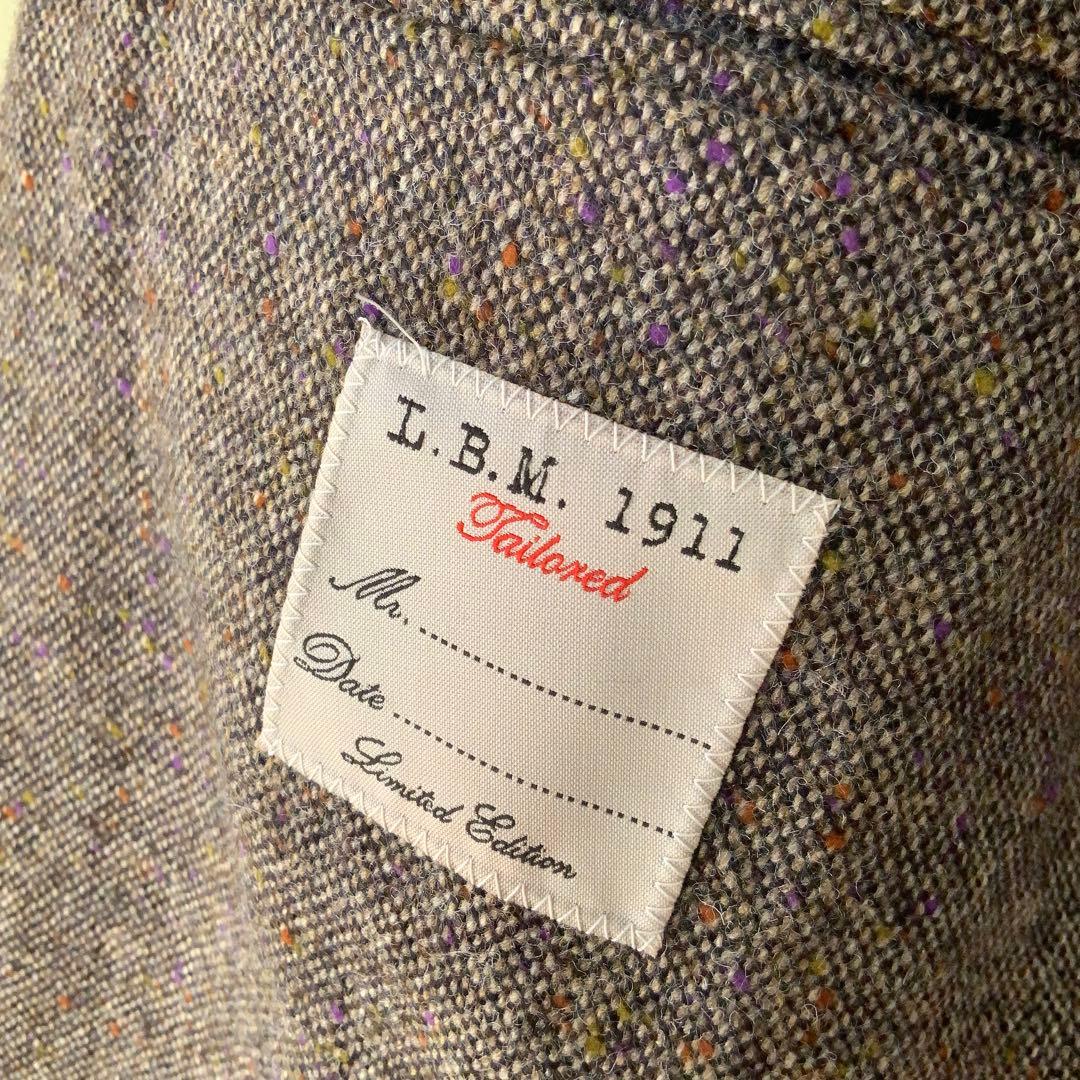 L.B.M. 1911
Tailored
Mr. ..............................
Date ..............................
Limited Edition